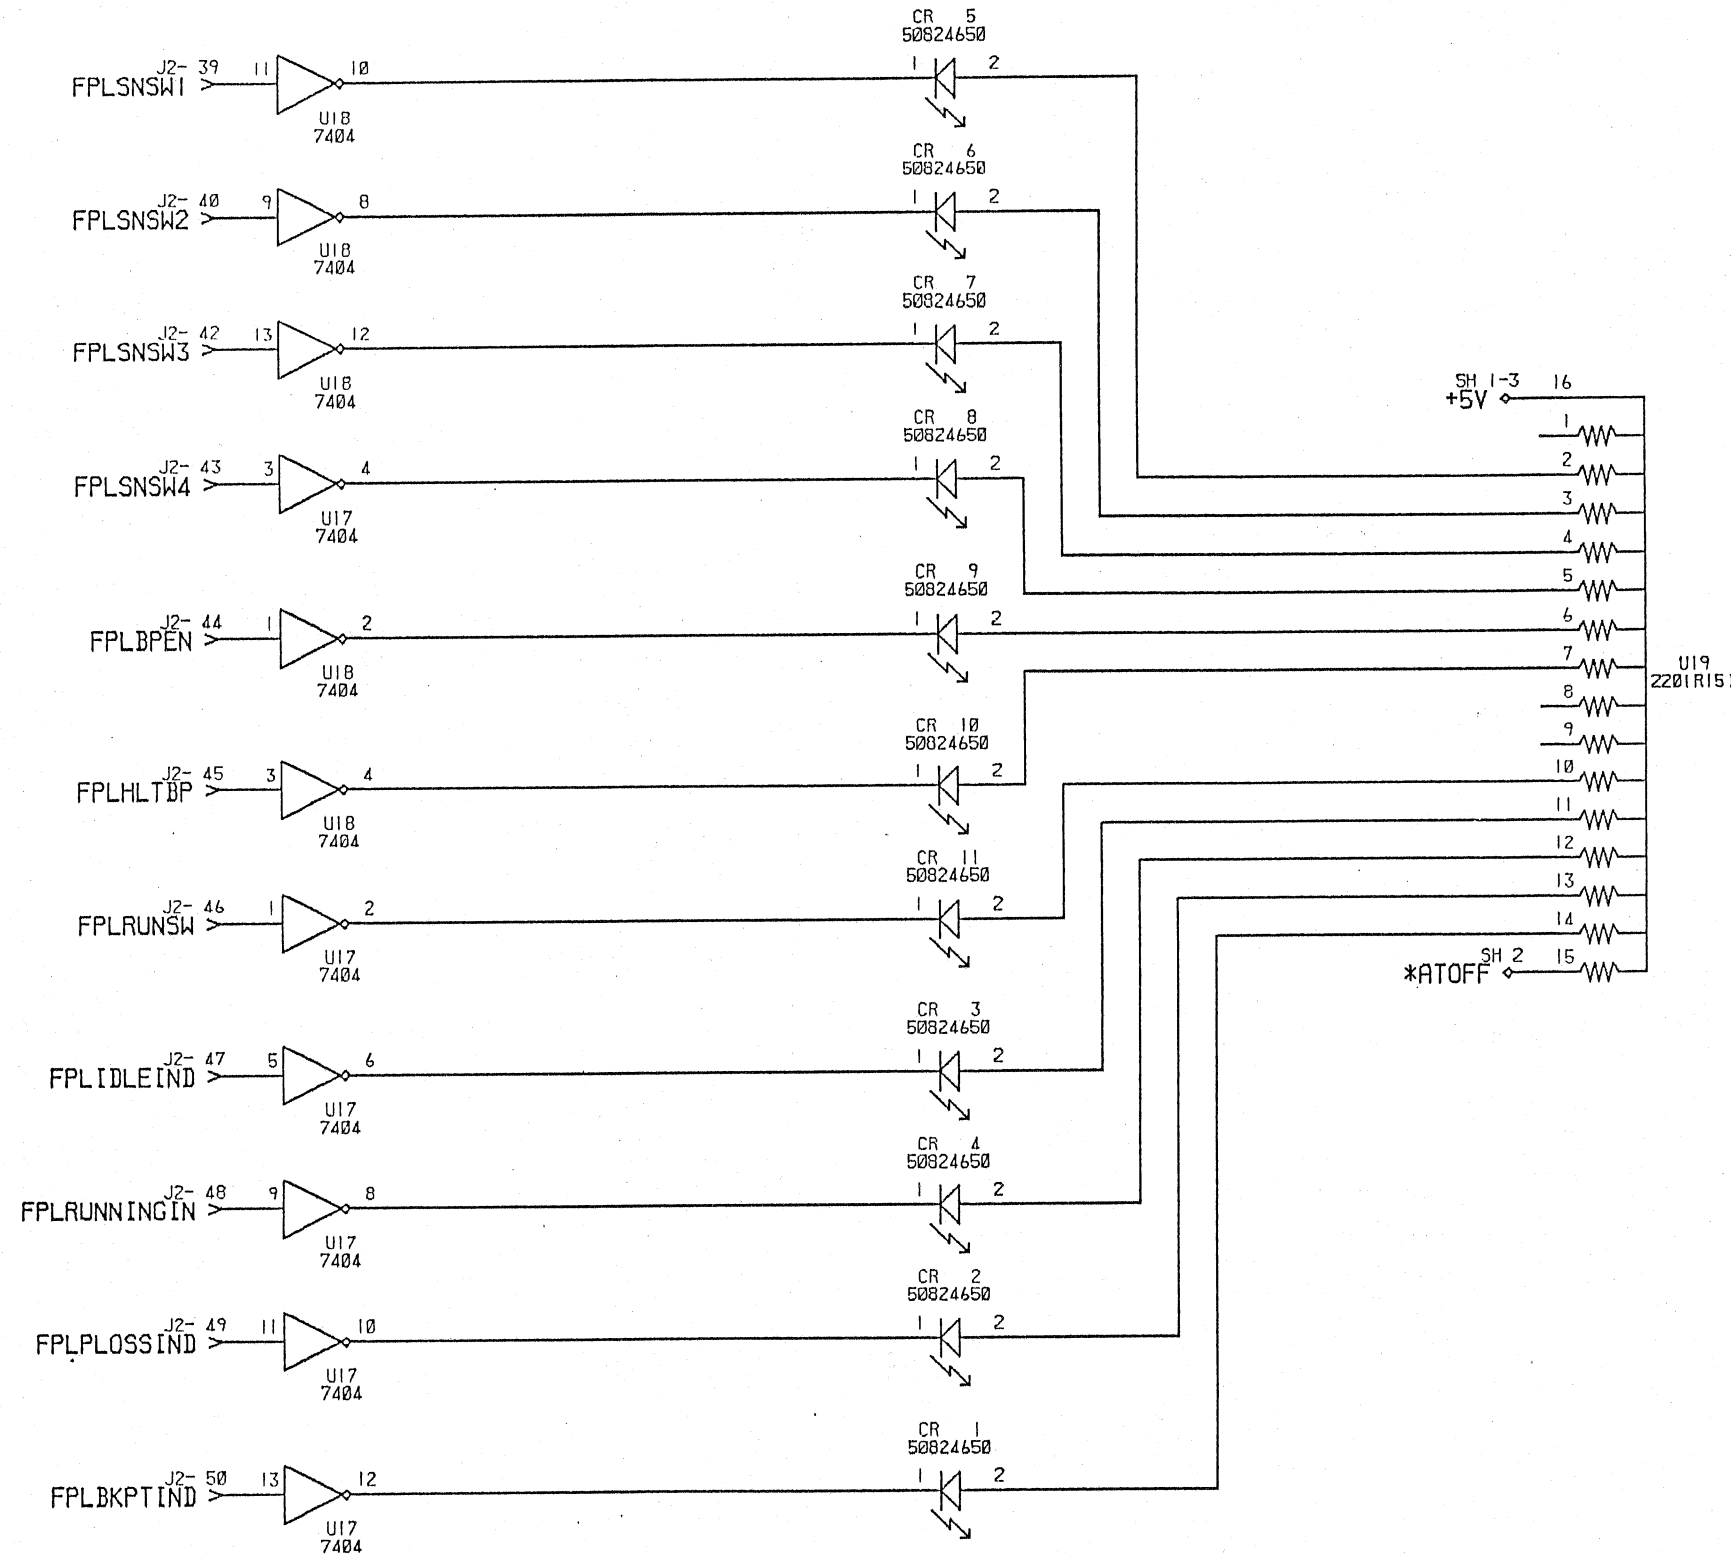 CR 5
50824650
FPLSNSW1 J2- 39 11 10 1 2
U18
7404
CR 6
50824650
FPLSNSW2 J2- 40 9 8 1 2
U18
7404
CR 7
50824650
FPLSNSW3 J2- 42 13 12 1 2
U18
7404
SH 1-3 16
+5V
1
CR 8
50824650
FPLSNSW4 J2- 43 3 4 1 2
2
U17
7404
3
4
CR 9
50824650
5
FPLBPEN J2- 44 1 2 1 2
6
U18
7404
7
U19
2201R151
8
CR 10
50824650
9
FPLHLTBP J2- 45 3 4 1 2
10
U18
7404
11
CR 11
50824650
12
13
FPLRUNSW J2- 46 1 2 1 2
14
U17
7404
*ATOFF SH 2 15
CR 3
50824650
FPLIDLEIND J2- 47 5 6 1 2
U17
7404
CR 4
50824650
FPLRUNNINGIN J2- 48 9 8 1 2
U17
7404
CR 2
50824650
FPLPLOSSIND J2- 49 11 10 1 2
U17
7404
CR 1
50824650
FPLBKPTIND J2- 50 13 12 1 2
U17
7404